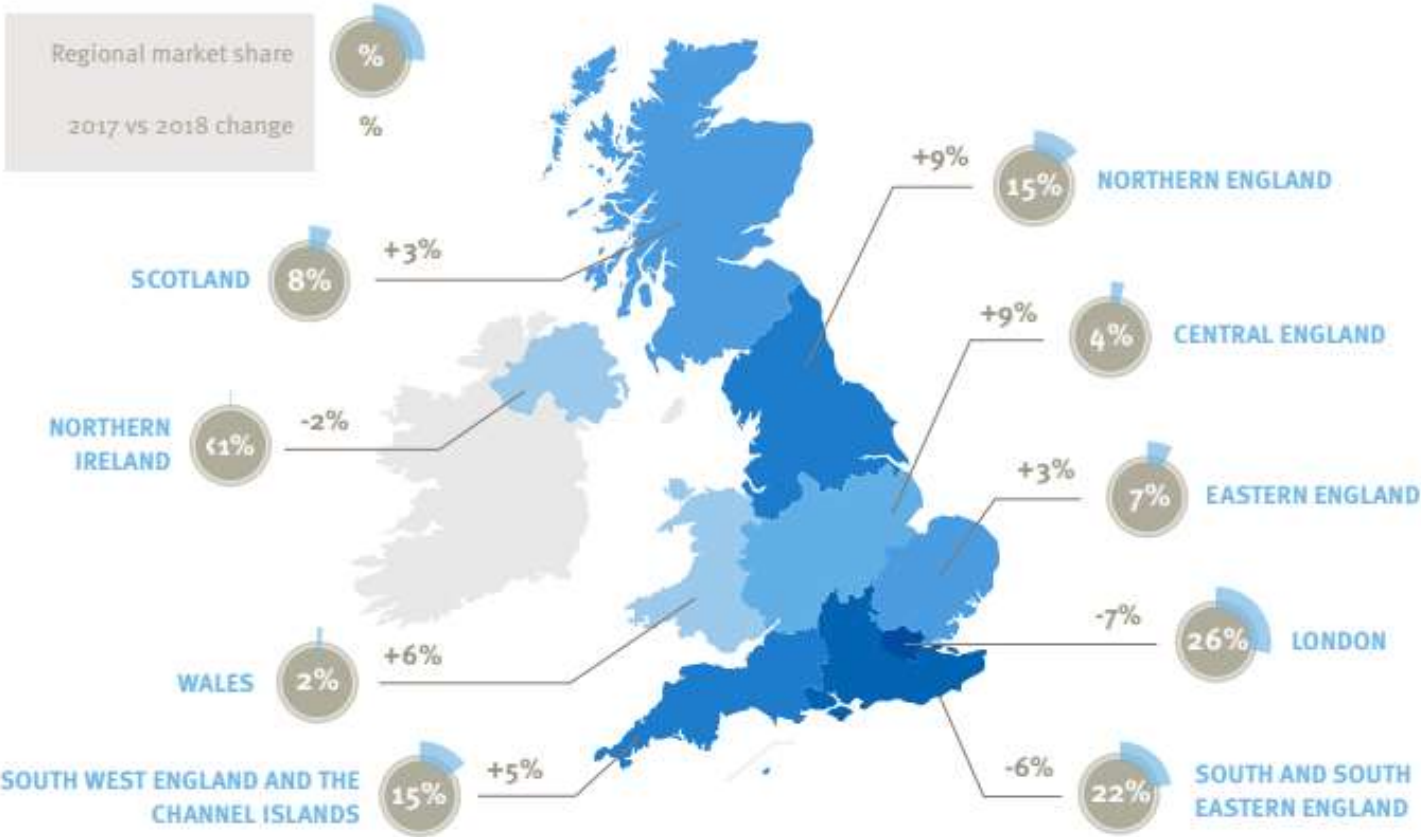 Regional market share
%
2017 vs 2018 change
%
+9%
15%
NORTHERN ENGLAND
SCOTLAND
8%
+3%
+9%
4%
CENTRAL ENGLAND
NORTHERN
IRELAND
<1%
-2%
+3%
7%
EASTERN ENGLAND
-7%
26%
LONDON
WALES
2%
+6%
SOUTH WEST ENGLAND AND THE
CHANNEL ISLANDS
15%
+5%
-6%
22%
SOUTH AND SOUTH
EASTERN ENGLAND